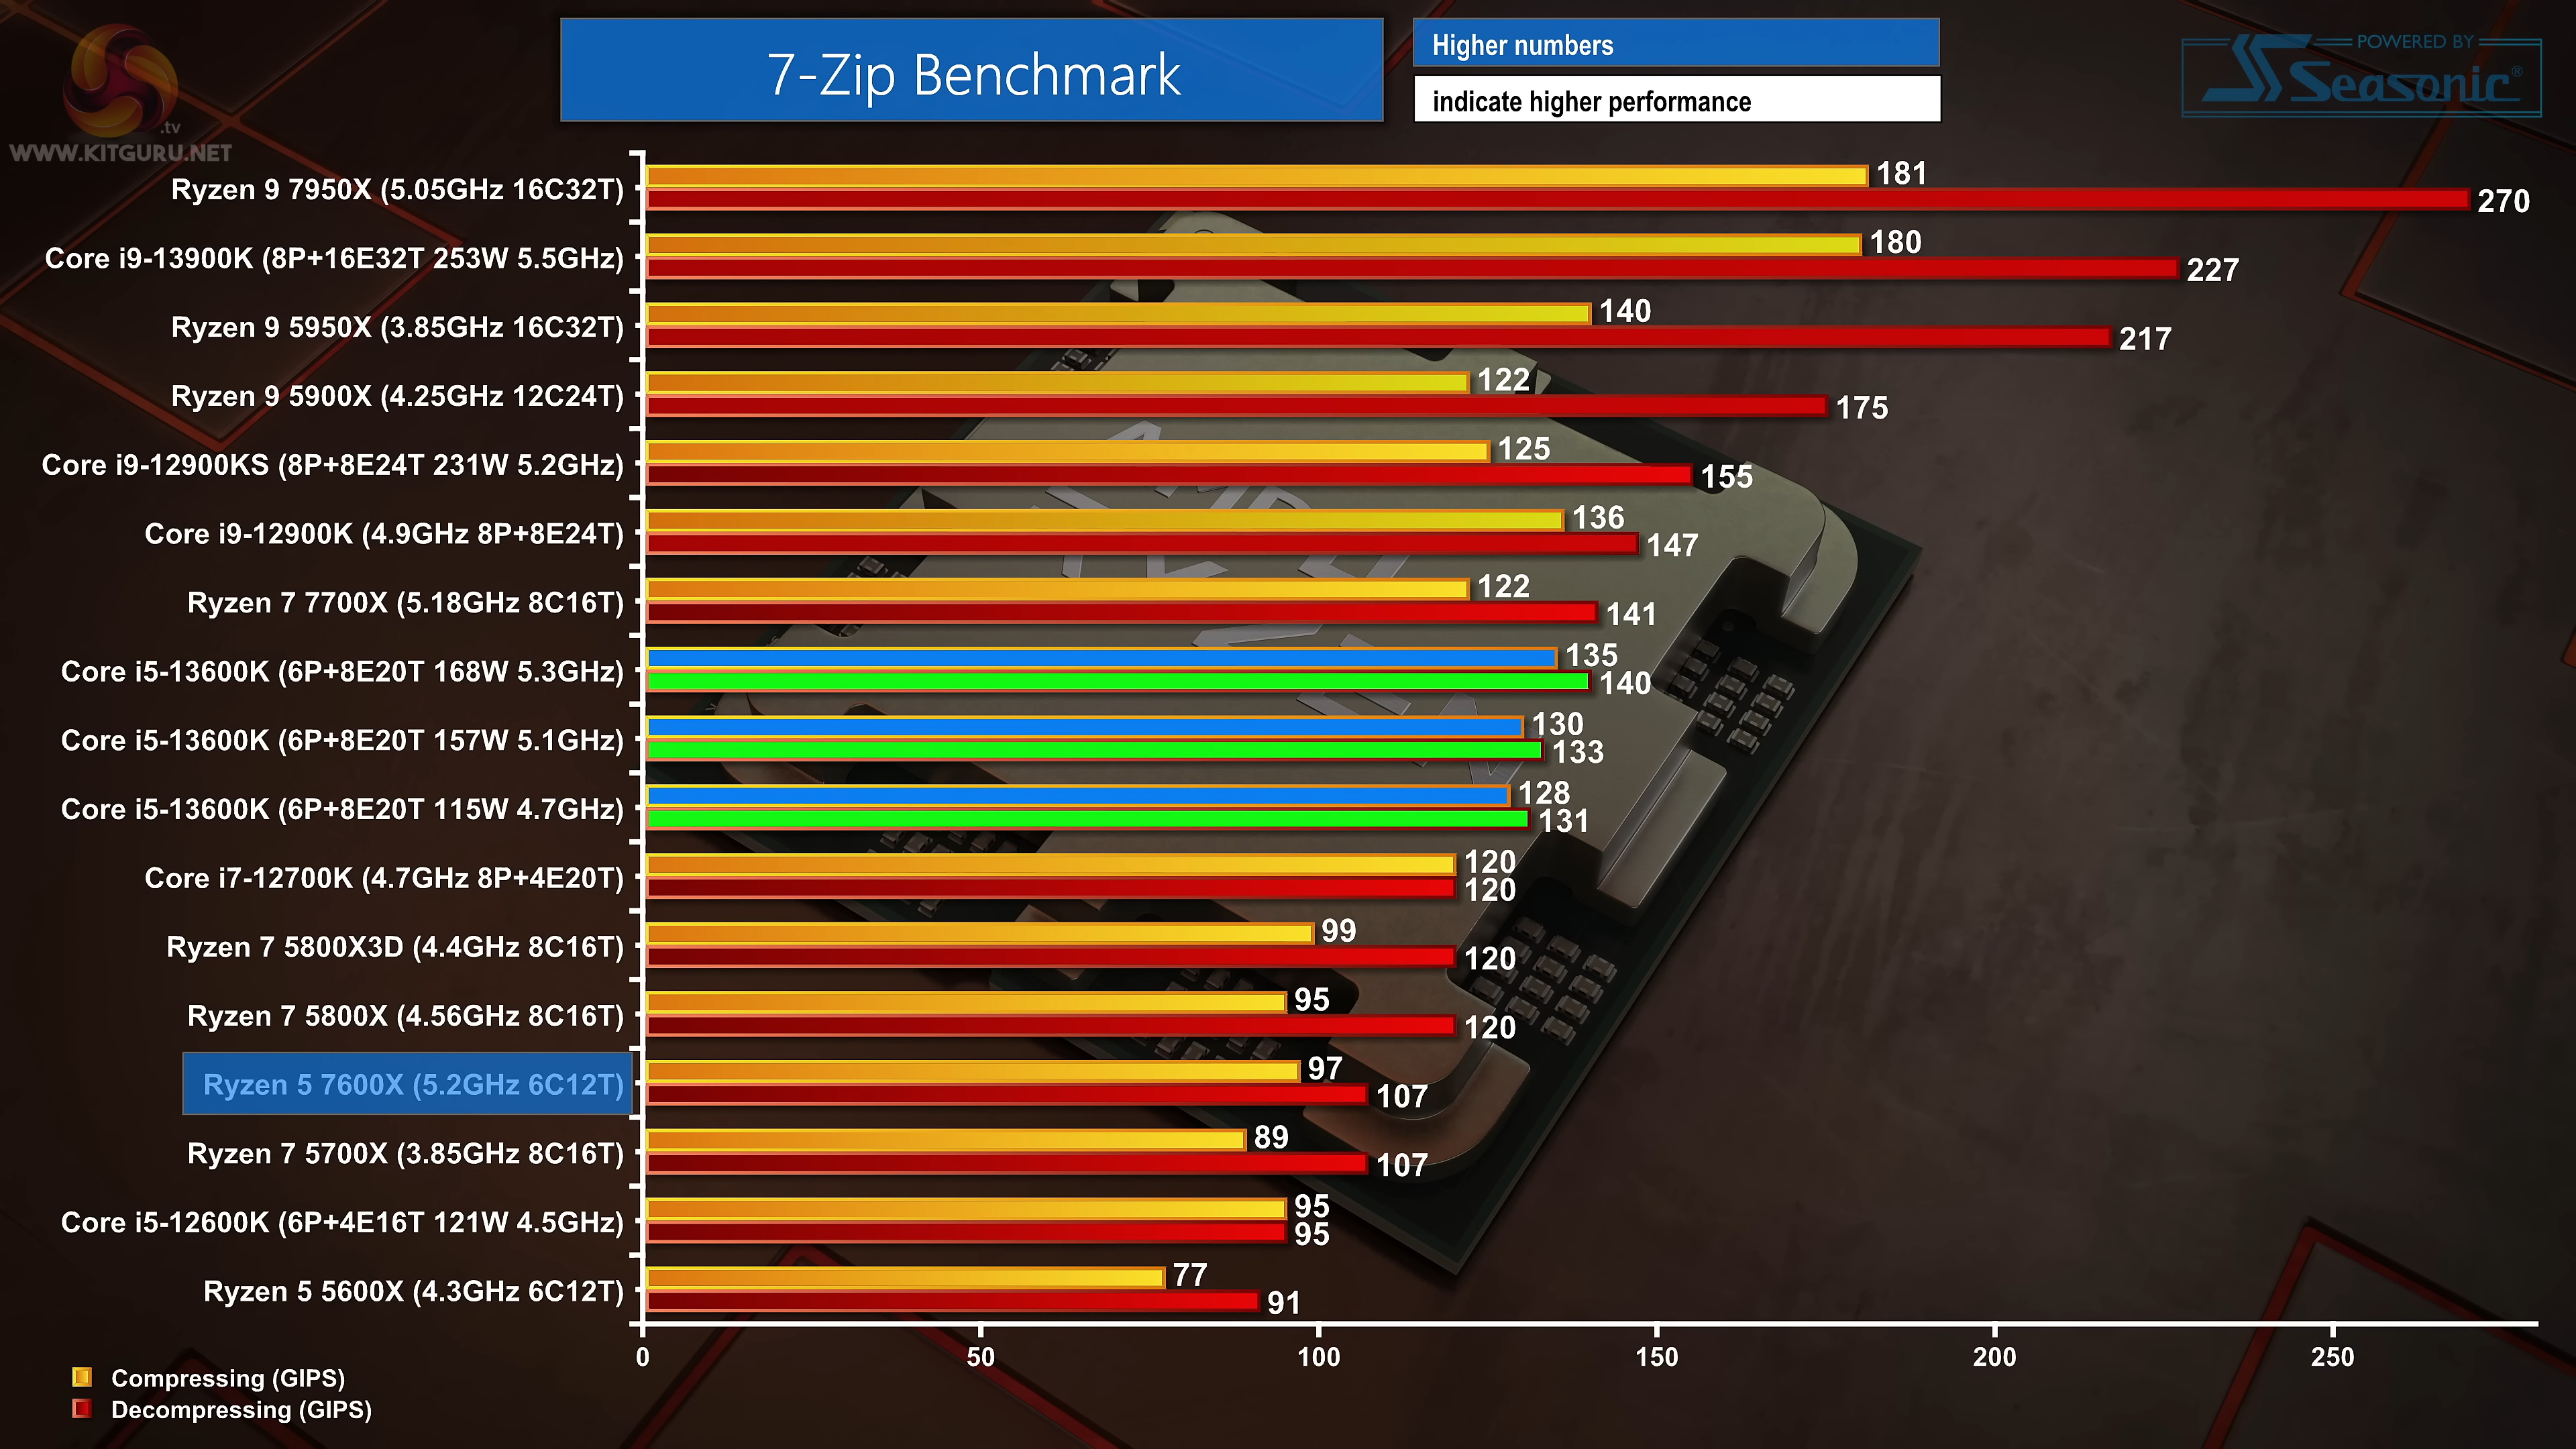 7-Zip Benchmark
Higher numbers
indicate higher performance
POWERED BY
Seasonic®
.tv
WWW.KITGURU.NET
Ryzen 9 7950X (5.05GHz 16C32T)
181
270
Core i9-13900K (8P+16E32T 253W 5.5GHz)
180
227
Ryzen 9 5950X (3.85GHz 16C32T)
140
217
Ryzen 9 5900X (4.25GHz 12C24T)
122
175
Core i9-12900KS (8P+8E24T 231W 5.2GHz)
125
155
Core i9-12900K (4.9GHz 8P+8E24T)
136
147
Ryzen 7 7700X (5.18GHz 8C16T)
122
141
Core i5-13600K (6P+8E20T 168W 5.3GHz)
135
140
Core i5-13600K (6P+8E20T 157W 5.1GHz)
130
133
Core i5-13600K (6P+8E20T 115W 4.7GHz)
128
131
Core i7-12700K (4.7GHz 8P+4E20T)
120
120
Ryzen 7 5800X3D (4.4GHz 8C16T)
99
120
Ryzen 7 5800X (4.56GHz 8C16T)
95
120
Ryzen 5 7600X (5.2GHz 6C12T)
97
107
Ryzen 7 5700X (3.85GHz 8C16T)
89
107
Core i5-12600K (6P+4E16T 121W 4.5GHz)
95
95
Ryzen 5 5600X (4.3GHz 6C12T)
77
91
0 50 100 150 200 250
Compressing (GIPS)
Decompressing (GIPS)